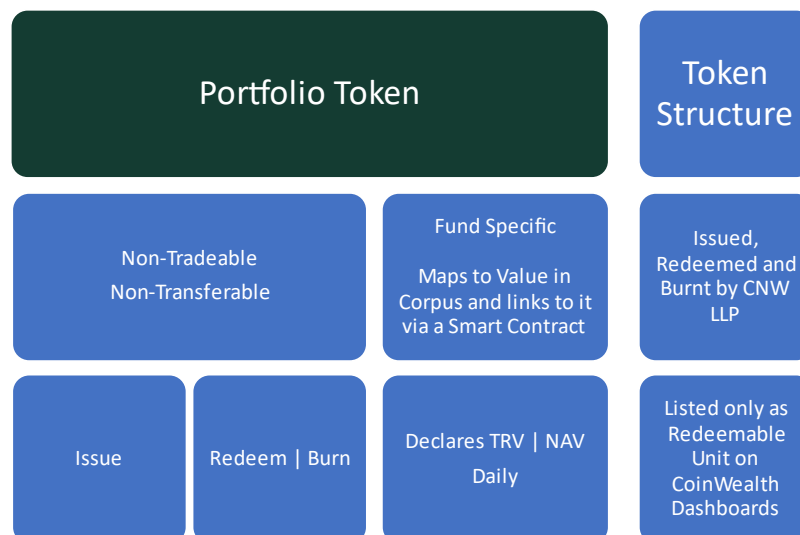 Portfolio Token
Token
Structure
Non-Tradeable
Non-Transferable
Fund Specific
Maps to Value in
Corpus and links to it
via a Smart Contract
Issued,
Redeemed and
Burnt by CNW
LLP
Issue
Redeem | Burn
Declares TRV | NAV
Daily
Listed only as
Redeemable
Unit on
CoinWealth
Dashboards